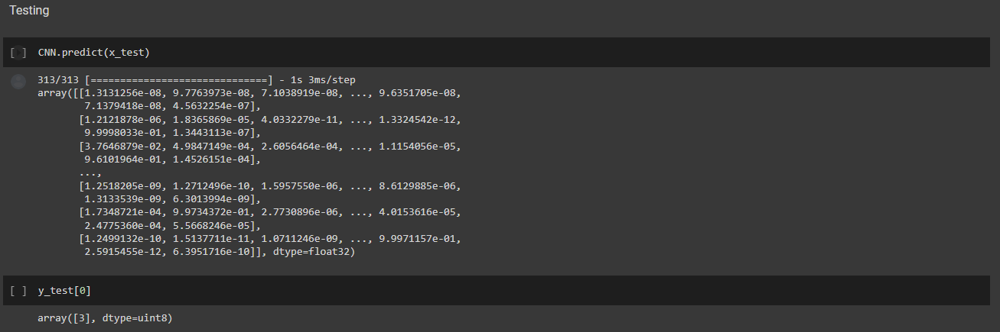 Testing
[ ] CNN.predict(x_test)
313/313 [==============================] - 1s 3ms/step
array([[1.3131256e-08, 9.7763973e-08, 7.1038919e-08, ..., 9.6351705e-08,
7.1379418e-08, 4.5632254e-07],
[1.2121878e-06, 1.8365869e-05, 4.0332279e-11, ..., 1.3324542e-12,
9.9998033e-01, 1.3443113e-07],
[3.7646879e-02, 4.9847149e-04, 2.6056464e-04, ..., 1.1154056e-05,
9.6101964e-01, 1.4526151e-04],
...,
[1.2518205e-09, 1.2712496e-10, 1.5957550e-06, ..., 8.6129885e-06,
1.3133539e-09, 6.3013994e-09],
[1.7348721e-04, 9.9734372e-01, 2.7730896e-06, ..., 4.0153616e-05,
2.4775360e-04, 5.5668246e-05],
[1.2499132e-10, 1.5137711e-11, 1.0711246e-09, ..., 9.9971157e-01,
2.5915455e-12, 6.3951716e-10]], dtype=float32)
[ ] y_test[0]
array([3], dtype=uint8)